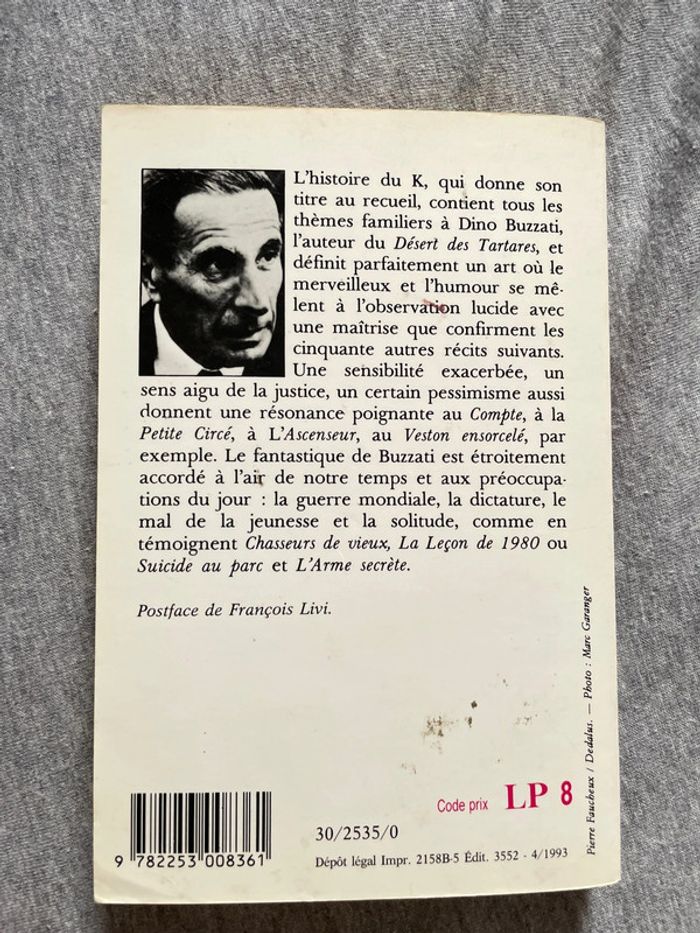 L'histoire du K, qui donne son
titre au recueil, contient tous les
thèmes familiers à Dino Buzzati,
l'auteur du Désert des Tartares, et
définit parfaitement un art où le
merveilleux et l'humour se mê-
lent à l'observation lucide avec
une maîtrise que confirment les
cinquante autres récits suivants.
Une sensibilité exacerbée, un
sens aigu de la justice, un certain pessimisme aussi
donnent une résonance poignante au Compte, à la
Petite Circé, à L'Ascenseur, au Veston ensorcelé, par
exemple. Le fantastique de Buzzati est étroitement
accordé à l'air de notre temps et aux préoccupa-
tions du jour : la guerre mondiale, la dictature, le
mal de la jeunesse et la solitude, comme en
témoignent Chasseurs de vieux, La Leçon de 1980 ou
Suicide au parc et L'Arme secrète.
Postface de François Livi.
Pierre Faucheux / Dedalus. — Photo : Marc Garanger
Code prix LP 8
30/2535/0
9 782253 008361
Dépôt légal Impr. 2158B-5 Édit. 3552 - 4/1993